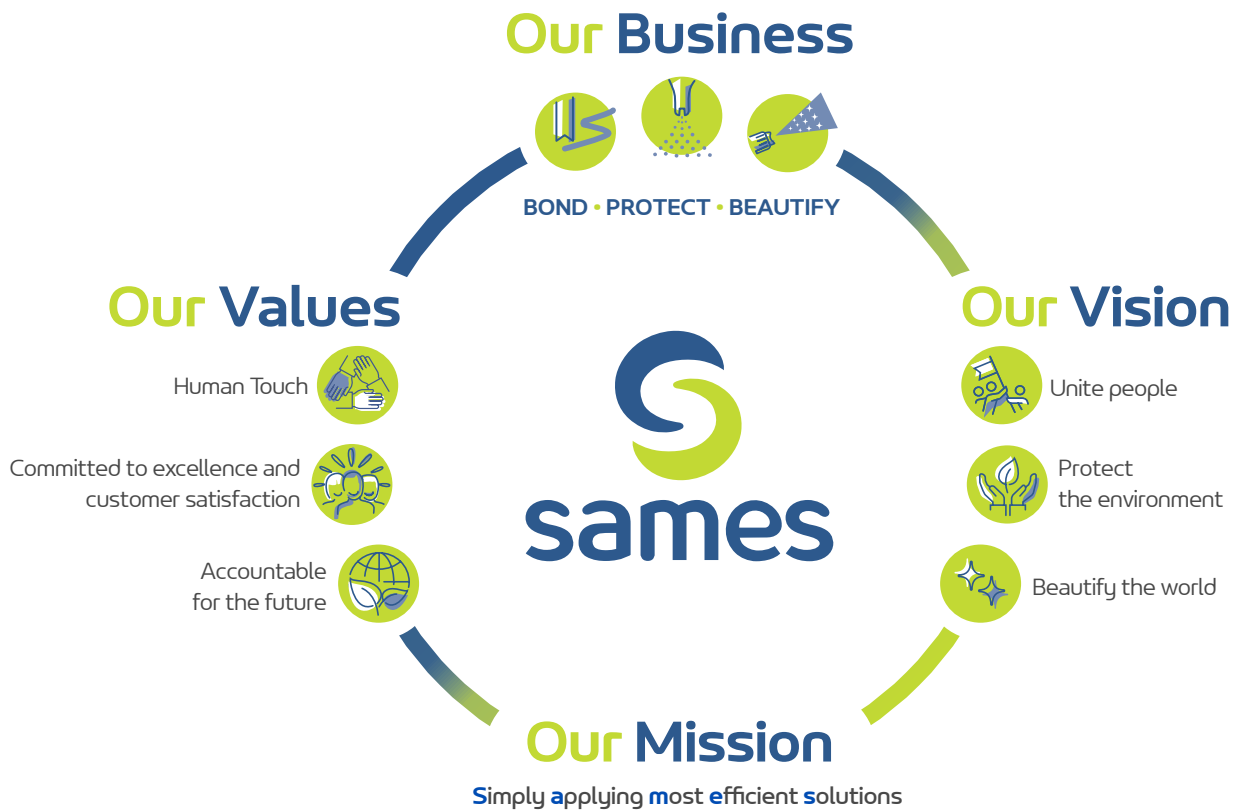 Our Business
BOND • PROTECT • BEAUTIFY
Our Values
Human Touch
Committed to excellence and
customer satisfaction
Accountable
for the future
sames
Our Vision
Unite people
Protect
the environment
Beautify the world
Our Mission
Simply applying most efficient solutions